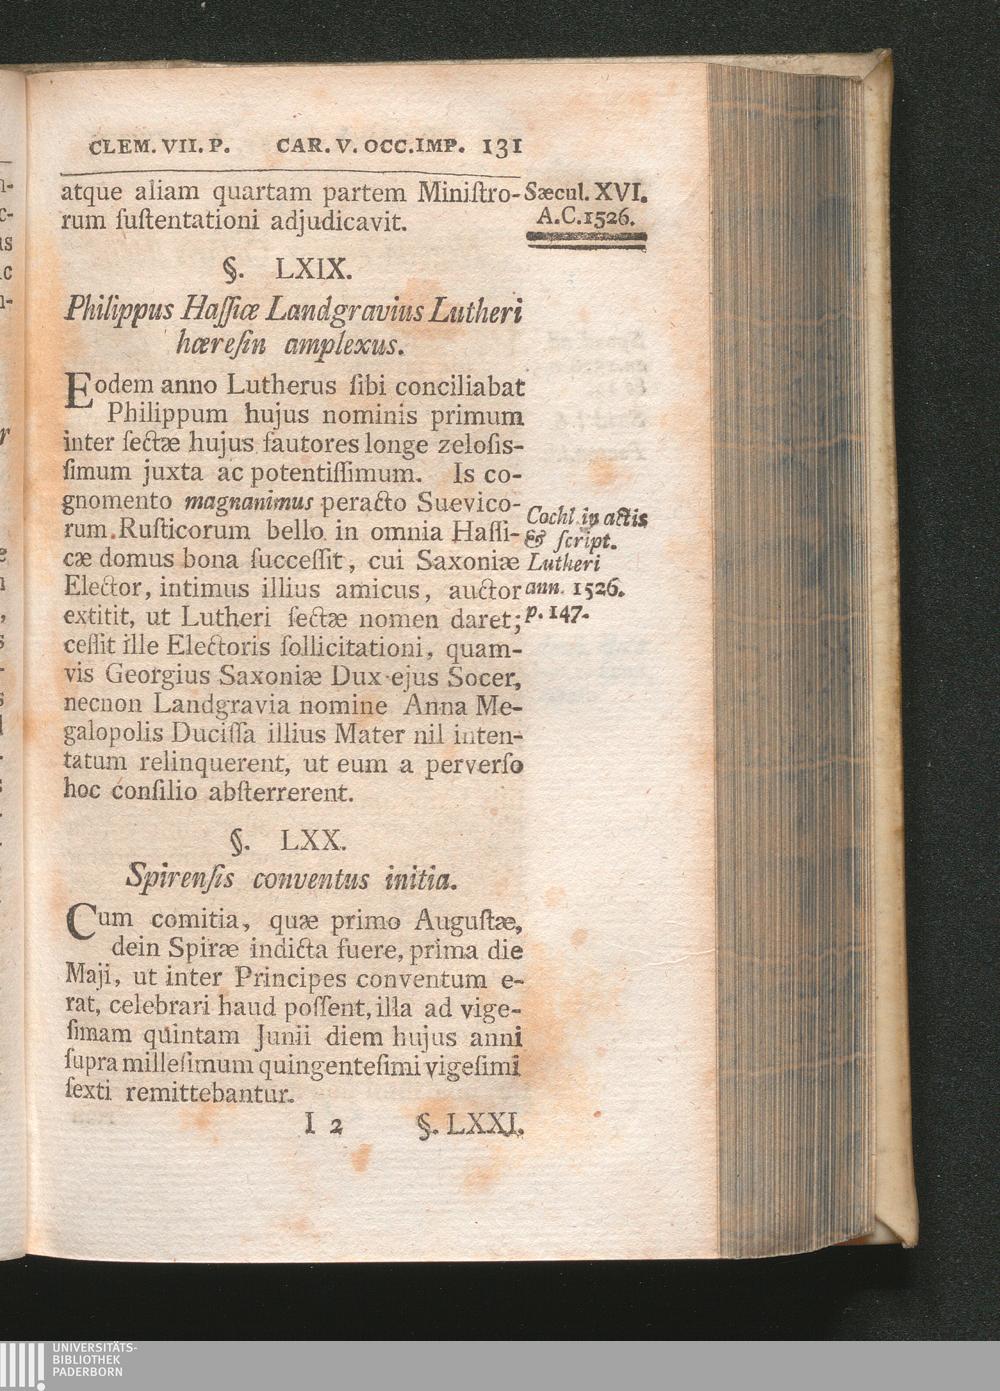 CLEM. VII. P. CAR. V. OCC. IMP. 131
atque aliam quartam partem Miniſtro-
rum ſuſtentationi adjudicavit.
Sæcul. XVI.
A.C.1526.
§. LXIX.
Philippus Haſſiæ Landgravius Lutheri
hæreſin amplexus.
Eodem anno Lutherus ſibi conciliabat
Philippum hujus nominis primum
inter ſectæ hujus fautores longe zeloſis-
ſimum juxta ac potentiſſimum. Is co-
gnomento magnanimus peracto Suevico-
rum Ruſticorum bello in omnia Haſſi-
cæ domus bona ſucceſſit, cui Saxoniæ
Elector, intimus illius amicus, auctor
extitit, ut Lutheri ſectæ nomen daret;
ceſſit ille Electoris ſollicitationi, quam-
vis Georgius Saxoniæ Dux ejus Socer,
necnon Landgravia nomine Anna Me-
galopolis Duciſſa illius Mater nil inten-
tatum relinquerent, ut eum a perverſo
hoc conſilio abſterrerent.
Cochl. in actis
& ſcript.
Lutheri
ann. 1526.
p. 147.
§. LXX.
Spirenſis conventus initia.
Cum comitia, quæ primo Auguſtæ,
dein Spiræ indicta fuere, prima die
Maji, ut inter Principes conventum e-
rat, celebrari haud poſſent, illa ad vige-
ſimam quintam Junii diem hujus anni
ſupra milleſimum quingenteſimi vigeſimi
ſexti remittebantur.
I 2 §. LXXI.
UNIVERSITÄTS-
BIBLIOTHEK
PADERBORN